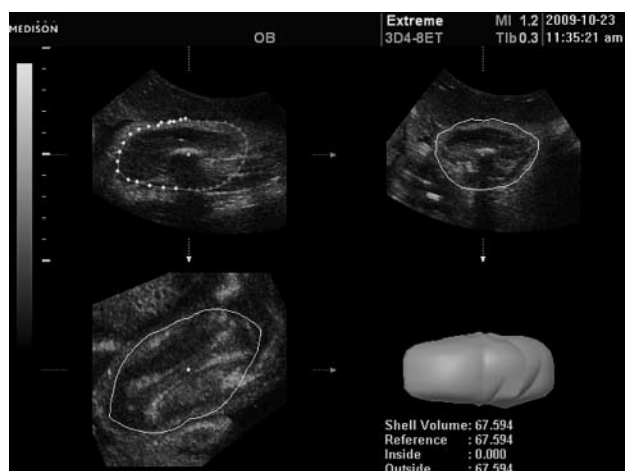 MEDISON
OB
Extreme
3D4-8ET
MI 1.2
TIb 0.3
2009-10-23
11:35:21 am
Shell Volume: 67.594
Reference : 67.594
Inside : 0.000
Outside : 67.594